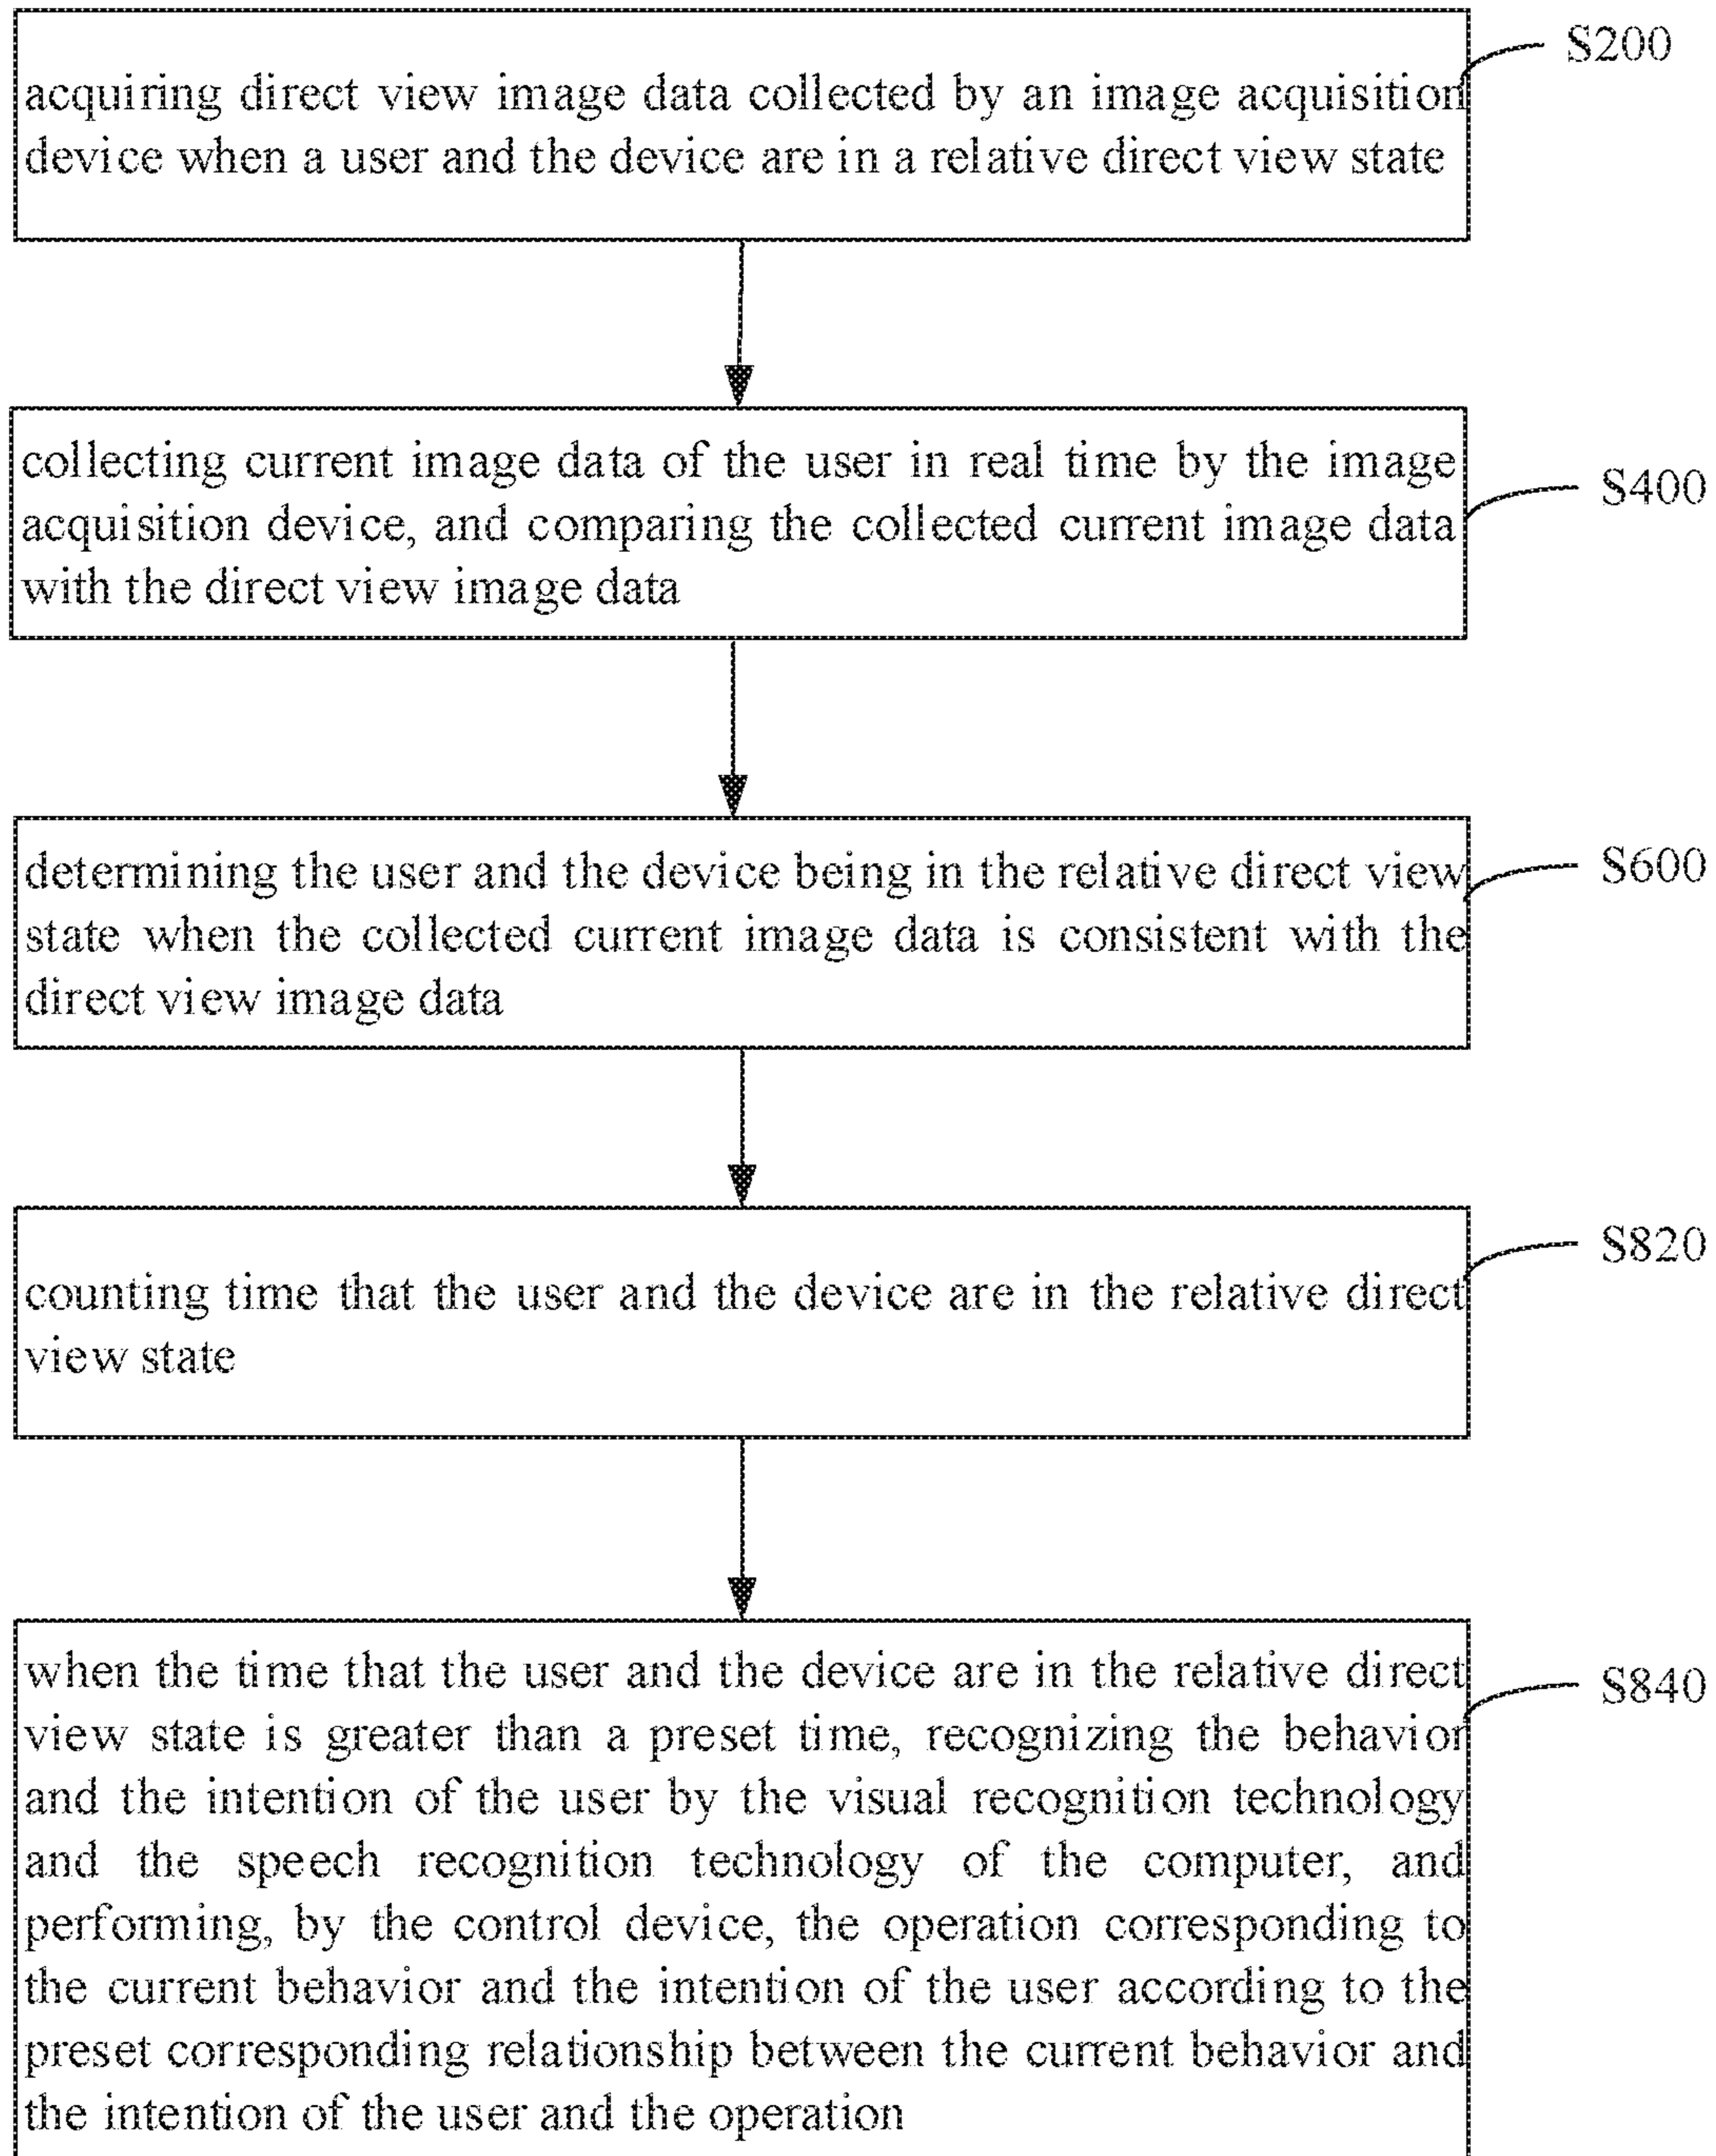 S200
acquiring direct view image data collected by an image acquisition
device when a user and the device are in a relative direct view state
collecting current image data of the user in real time by the image
S400
acquisition device, and comparing the collected current image data
with the direct view image data
determining the user and the device being in the relative direct view
S600
state when the collected current image data is consistent with the
direct view image data
S820
counting time that the user and the device are in the relative direct
view state
when the time that the user and the device are in the relative direct
S840
view state is greater than a preset time, recognizing the behavior
and the intention of the user by the visual recognition technology
and the speech recognition technology of the computer, and
performing, by the control device, the operation corresponding to
the current behavior and the intention of the user according to the
preset corresponding relationship between the current behavior and
the intention of the user and the operation